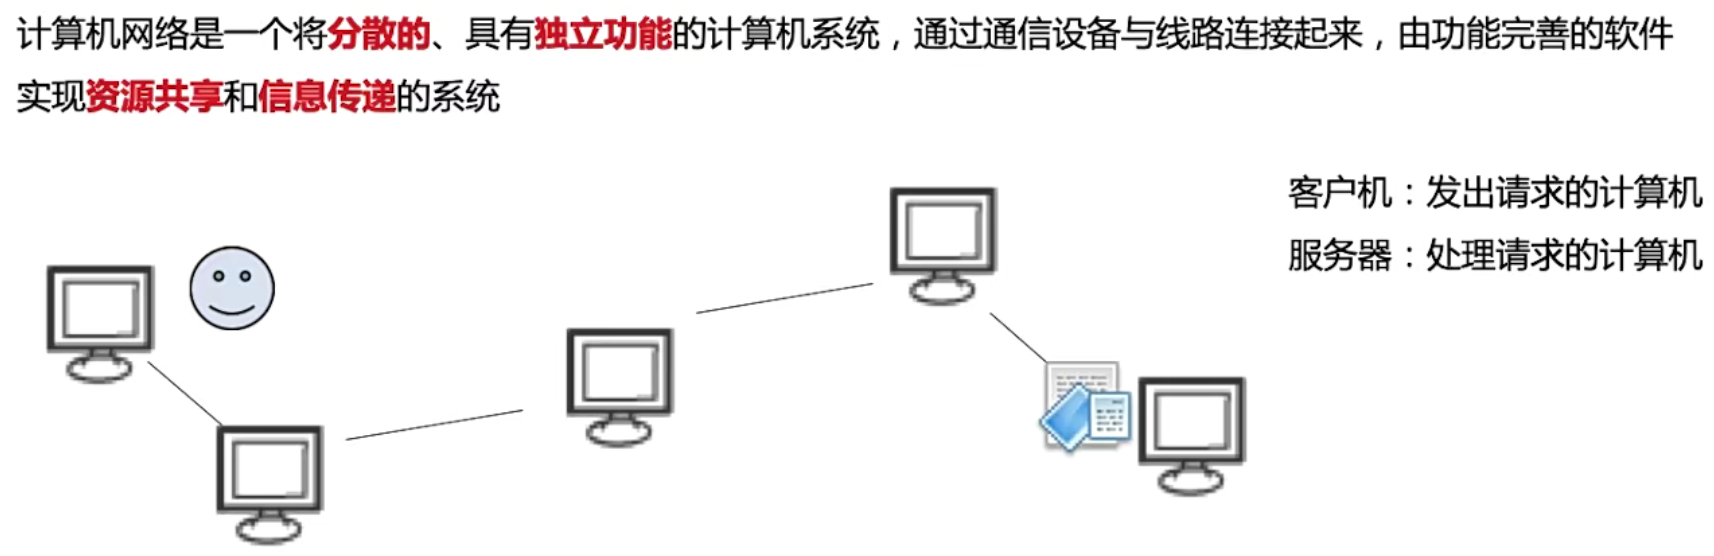 计算机网络是一个将分散的、具有独立功能的计算机系统，通过通信设备与线路连接起来，由功能完善的软件
实现资源共享和信息传递的系统
客户机：发出请求的计算机
服务器：处理请求的计算机